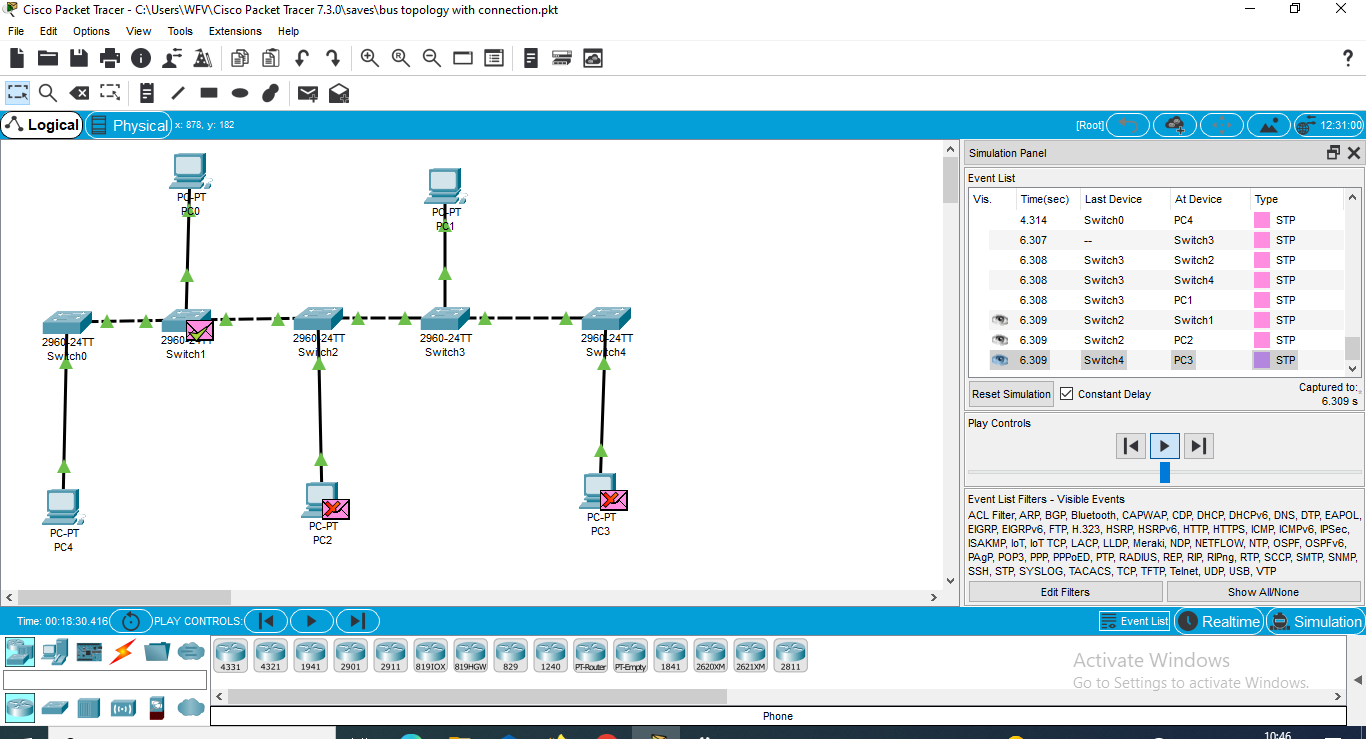 Cisco Packet Tracer - C:\Users\WFV\Cisco Packet Tracer 7.3.0\saves\bus topology with connection.pkt
File Edit Options View Tools Extensions Help
Logical Physical x: 878, y: 182 [Root] 12:31:00
PC-PT
PC0
PC-PT
PC1
2960-24TT
Switch0
2960-24TT
Switch1
2960-24TT
Switch2
2960-24TT
Switch3
2960-24TT
Switch4
PC-PT
PC4
PC-PT
PC2
PC-PT
PC3
Simulation Panel
Event List
Vis. Time(sec) Last Device At Device Type
4.314 Switch0 PC4 STP
6.307 -- Switch3 STP
6.308 Switch3 Switch2 STP
6.308 Switch3 Switch4 STP
6.308 Switch3 PC1 STP
6.309 Switch2 Switch1 STP
6.309 Switch2 PC2 STP
6.309 Switch4 PC3 STP
Reset Simulation Constant Delay Captured to:
6.309 s
Play Controls
Event List Filters - Visible Events
ACL Filter, ARP, BGP, Bluetooth, CAPWAP, CDP, DHCP, DHCPv6, DNS, DTP, EAPOL,
EIGRP, EIGRPv6, FTP, H.323, HSRP, HSRPv6, HTTP, HTTPS, ICMP, ICMPv6, IPSec,
ISAKMP, IoT, IoT TCP, LACP, LLDP, Meraki, NDP, NETFLOW, NTP, OSPF, OSPFv6,
PAgP, POP3, PPP, PPPoED, PTP, RADIUS, REP, RIP, RIPng, RTP, SCCP, SMTP, SNMP,
SSH, STP, SYSLOG, TACACS, TCP, TFTP, Telnet, UDP, USB, VTP
Edit Filters Show All/None
Time: 00:18:30.416 PLAY CONTROLS: Event List Realtime Simulation
4331 4321 1941 2901 2911 819IOX 819HGW 829 1240 PT-Router PT-Empty 1841 2620XM 2621XM 2811
Activate Windows
Go to Settings to activate Windows.
Phone
10:46